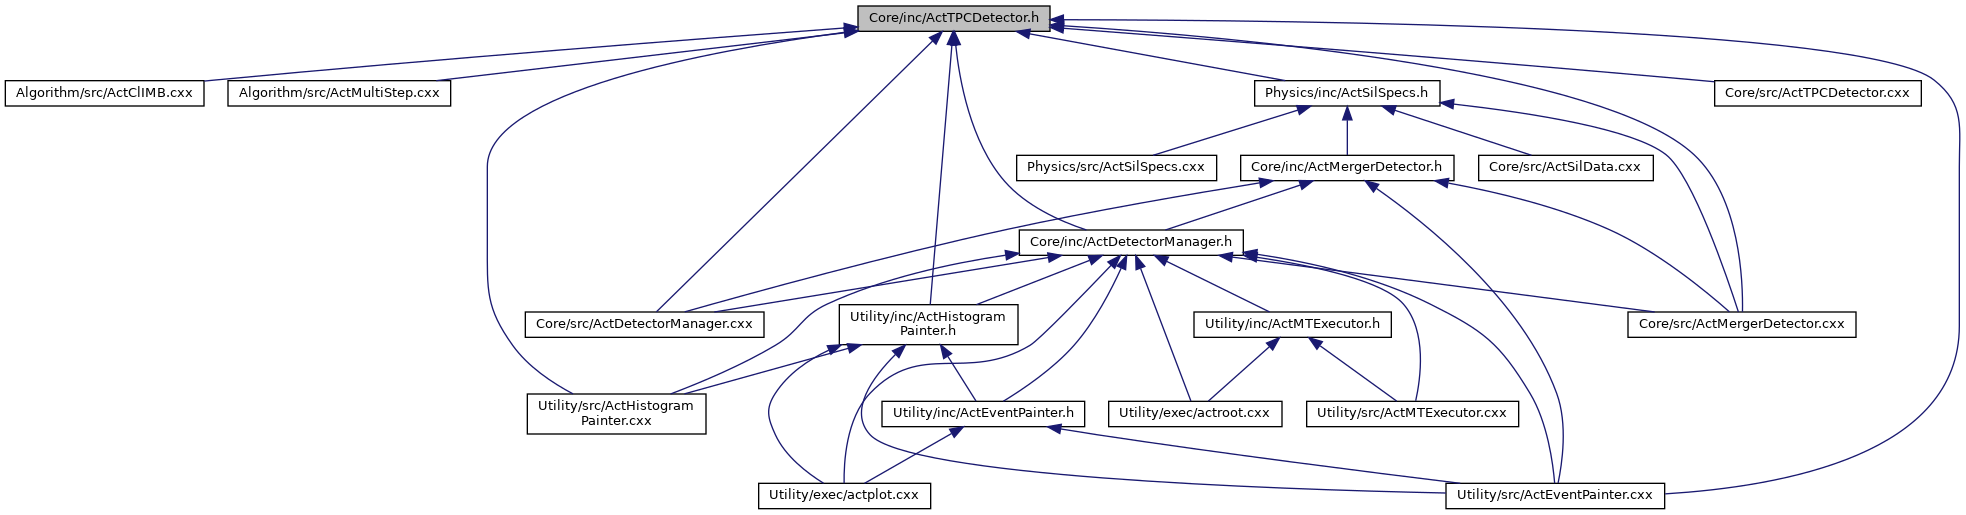 Core/inc/ActTPCDetector.h
Algorithm/src/ActClIMB.cxx
Algorithm/src/ActMultiStep.cxx
Physics/inc/ActSilSpecs.h
Core/src/ActTPCDetector.cxx
Physics/src/ActSilSpecs.cxx
Core/inc/ActMergerDetector.h
Core/src/ActSilData.cxx
Core/inc/ActDetectorManager.h
Core/src/ActDetectorManager.cxx
Utility/inc/ActHistogram
Painter.h
Utility/inc/ActMTExecutor.h
Core/src/ActMergerDetector.cxx
Utility/src/ActHistogram
Painter.cxx
Utility/inc/ActEventPainter.h
Utility/exec/actroot.cxx
Utility/src/ActMTExecutor.cxx
Utility/exec/actplot.cxx
Utility/src/ActEventPainter.cxx